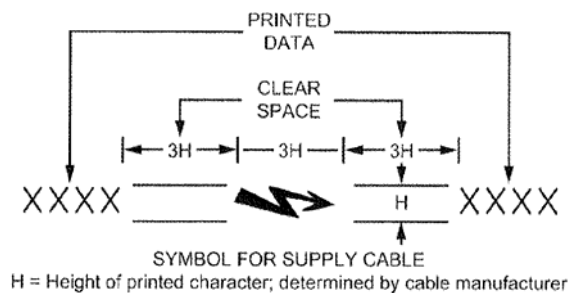 PRINTED
DATA
CLEAR
SPACE
3H 3H 3H
XXXX H XXXX
SYMBOL FOR SUPPLY CABLE
H = Height of printed character; determined by cable manufacturer